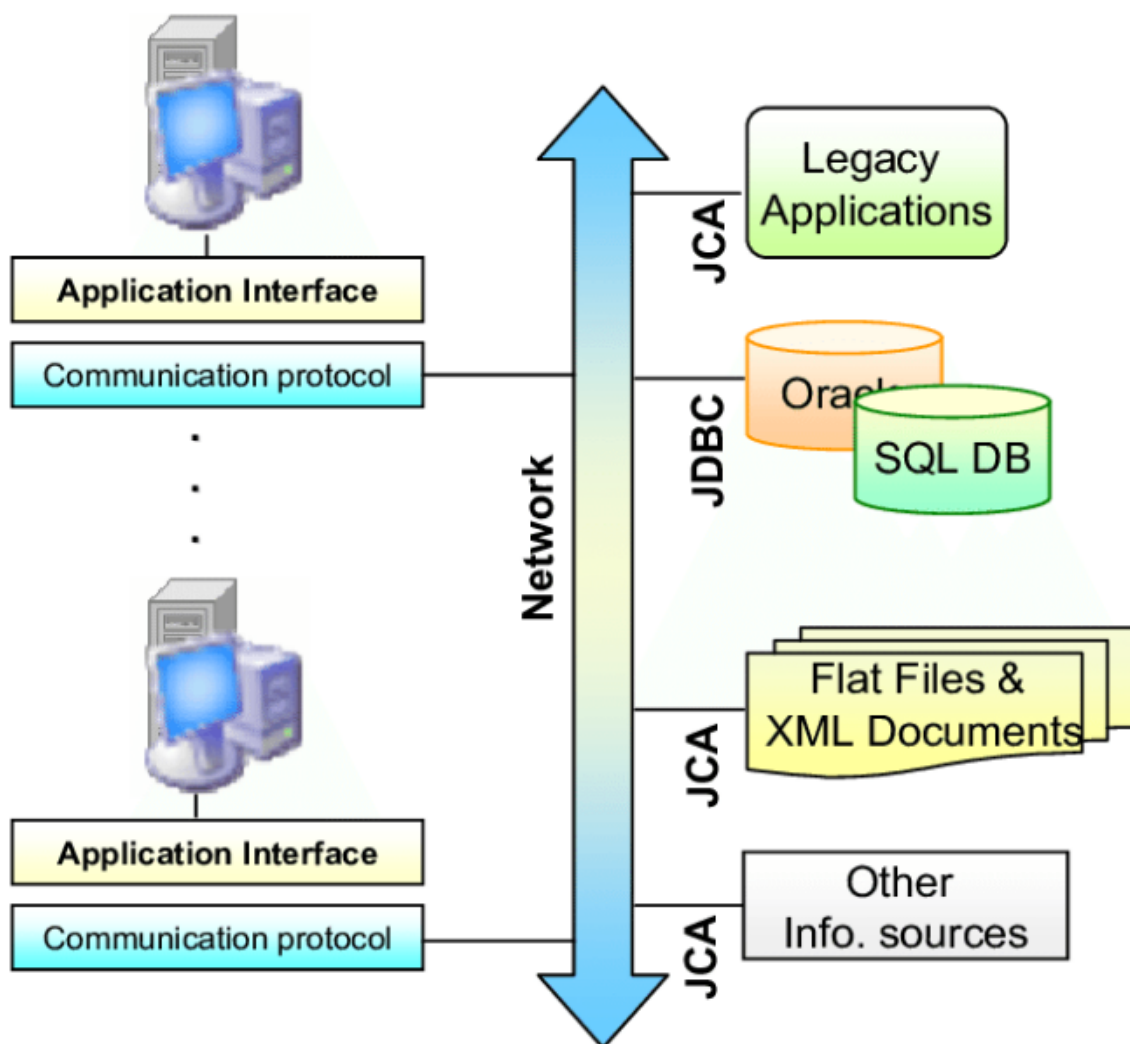 Application Interface
Communication protocol
.
.
.
Application Interface
Communication protocol
Network
JCA
Legacy
Applications
JDBC
Oracle
SQL DB
JCA
Flat Files &
XML Documents
JCA
Other
Info. sources